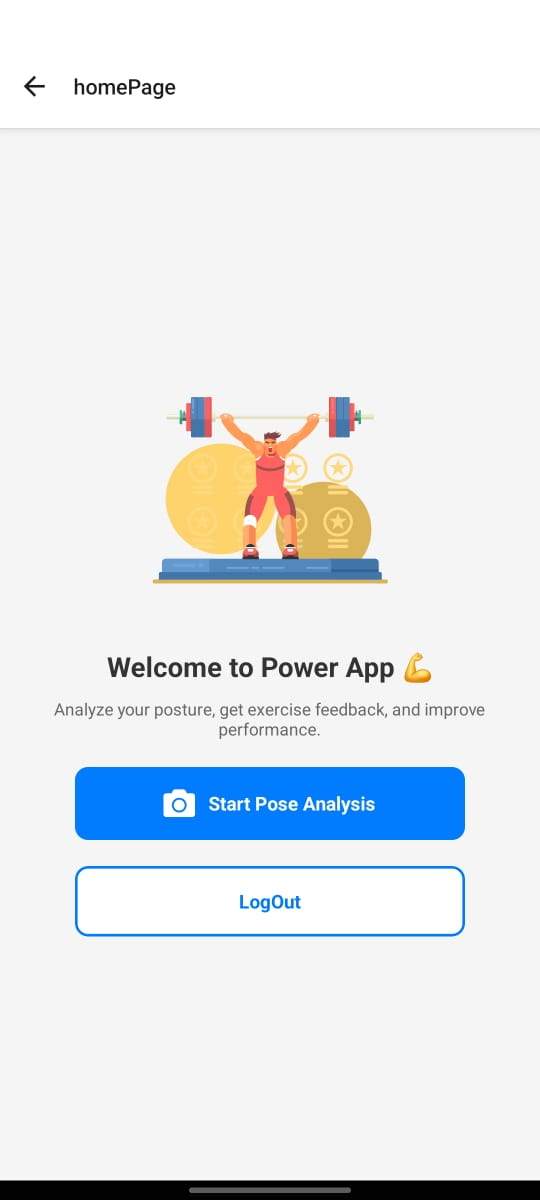 homePage
Welcome to Power App 💪
Analyze your posture, get exercise feedback, and improve
performance.
Start Pose Analysis
LogOut